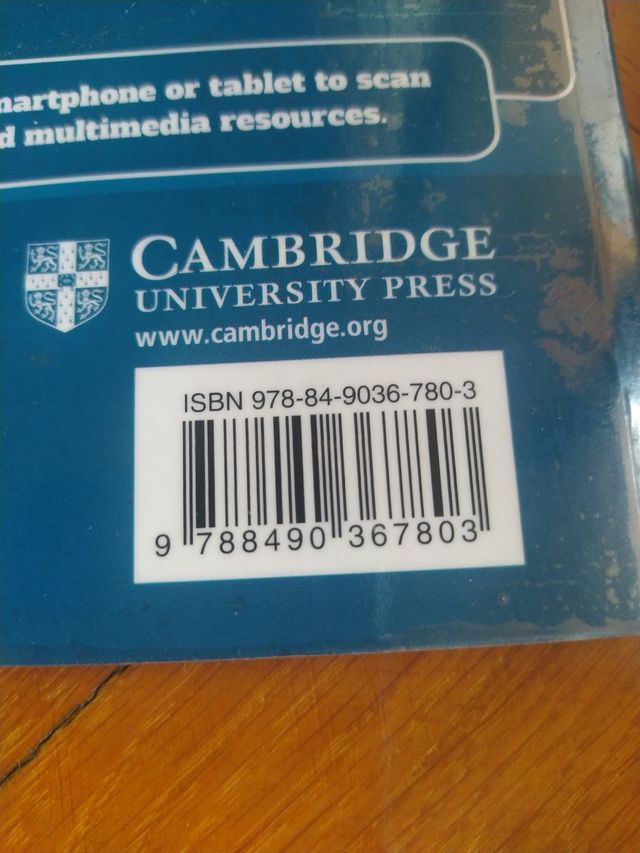 martphone or tablet to scan
d multimedia resources.
CAMBRIDGE
UNIVERSITY PRESS
www.cambridge.org
ISBN 978-84-9036-780-3
9 788490 367803